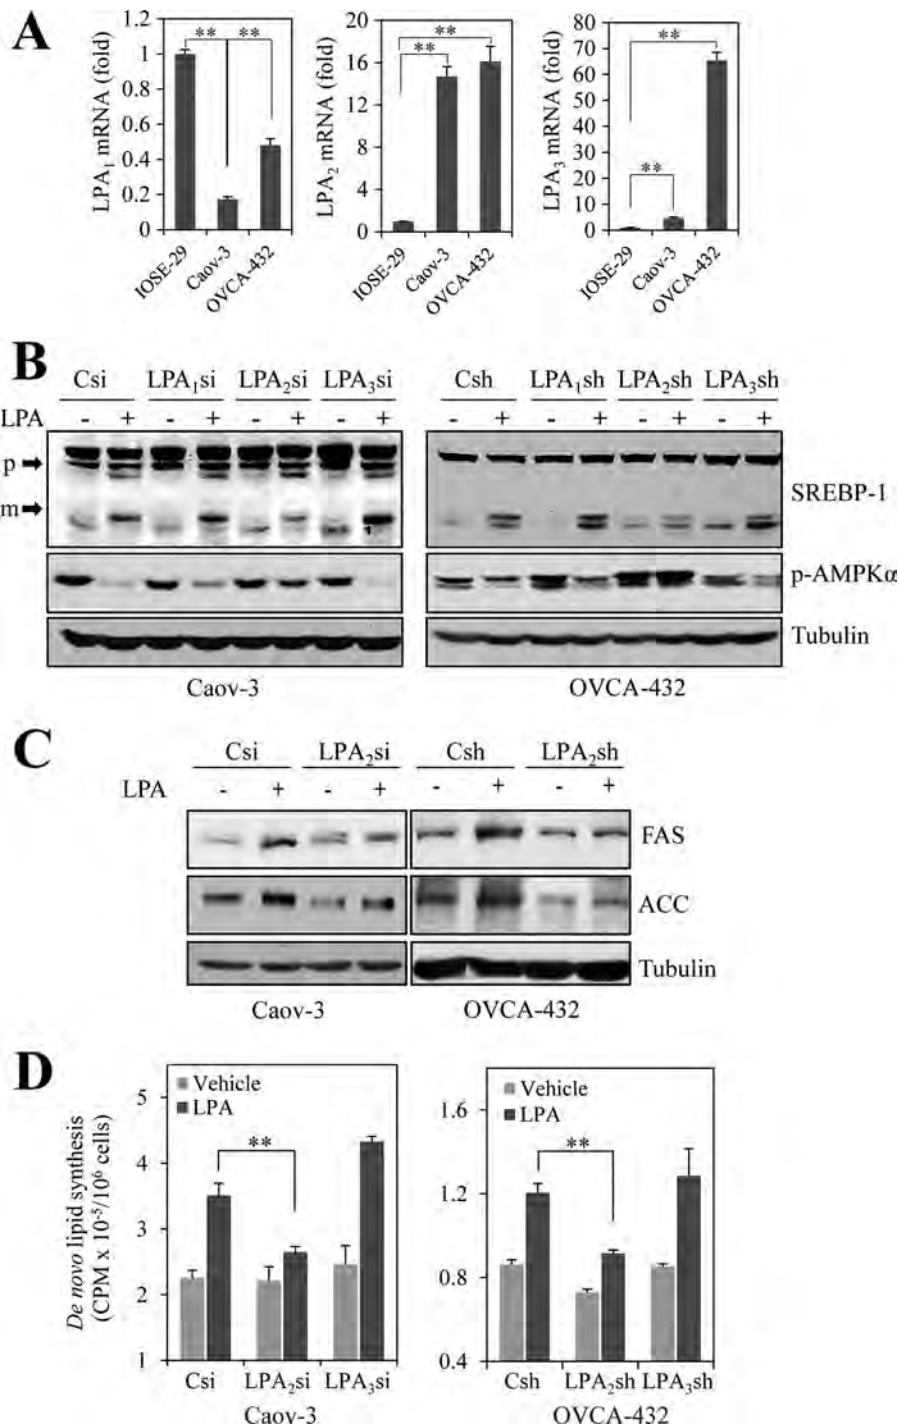 A
LPA₁ mRNA (fold)
1.2
1
0.8
0.6
0.4
0.2
0
** **
IOSE-29
Caov-3
OVCA-432
LPA₂ mRNA (fold)
20
16
12
8
4
0
**
**
IOSE-29
Caov-3
OVCA-432
LPA₃ mRNA (fold)
80
70
60
50
40
30
20
10
0
**
**
IOSE-29
Caov-3
OVCA-432
B
Csi LPA₁si LPA₂si LPA₃si Csh LPA₁sh LPA₂sh LPA₃sh
LPA - + - + - + - + - + - + - + - +
p
m
SREBP-1
p-AMPKα
Tubulin
Caov-3 OVCA-432
C
Csi LPA₂si Csh LPA₂sh
LPA - + - + - + - +
FAS
ACC
Tubulin
Caov-3 OVCA-432
D
De novo lipid synthesis
(CPM x 10⁻⁵/10⁶ cells)
5
4
3
2
1
Vehicle
LPA
**
Csi LPA₂si LPA₃si
Caov-3
1.6
1.2
0.8
0.4
Vehicle
LPA
**
Csh LPA₂sh LPA₃sh
OVCA-432